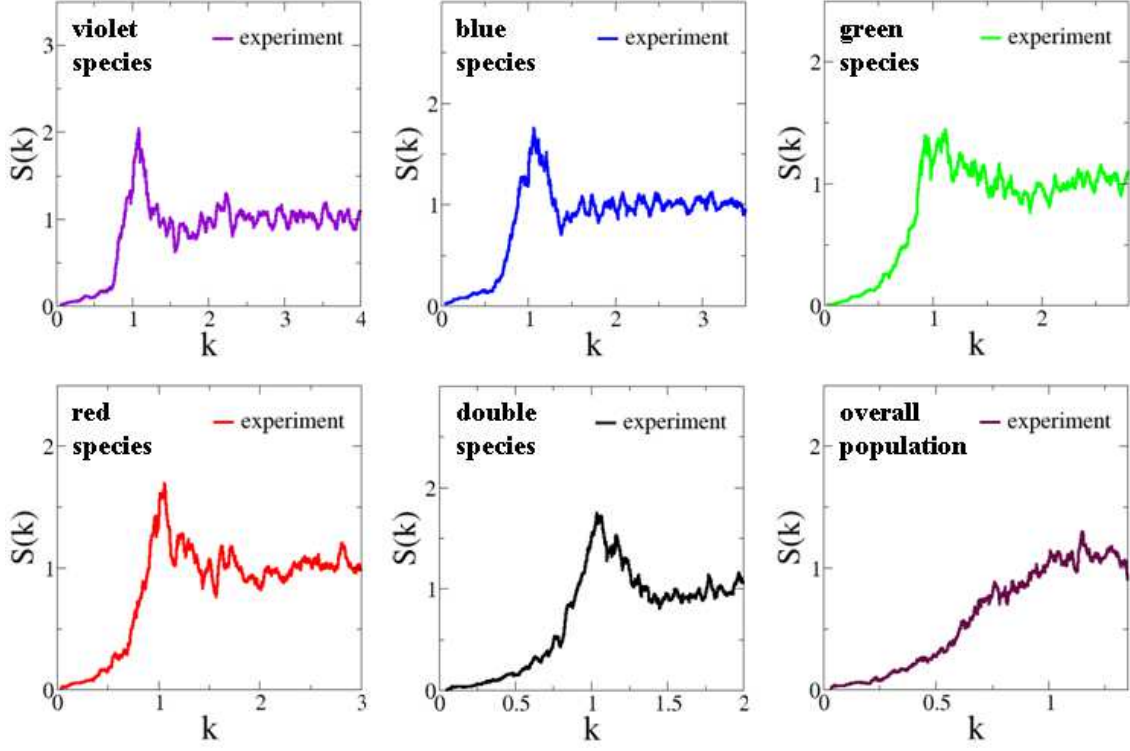 violet
species
experiment
3
2
1
0
S(k)
0
1
2
3
4
k
blue
species
experiment
2
1
0
S(k)
0
1
2
3
k
green
species
experiment
2
1
0
S(k)
0
1
2
k
red
species
experiment
2
1
0
S(k)
0
1
2
3
k
double
species
experiment
2
1
0
S(k)
0
0.5
1
1.5
2
k
overall
population
experiment
2
1
0
S(k)
0
0.5
1
k